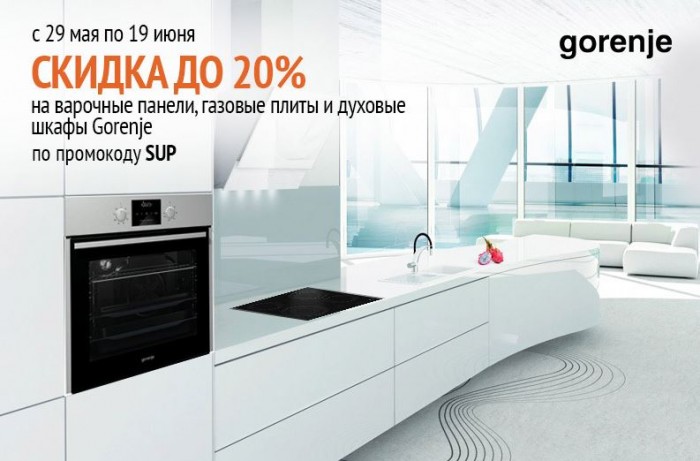 с 29 мая по 19 июня
gorenje
СКИДКА ДО 20%
на варочные панели, газовые плиты и духовые
шкафы Gorenje
по промокоду SUP
gorenje